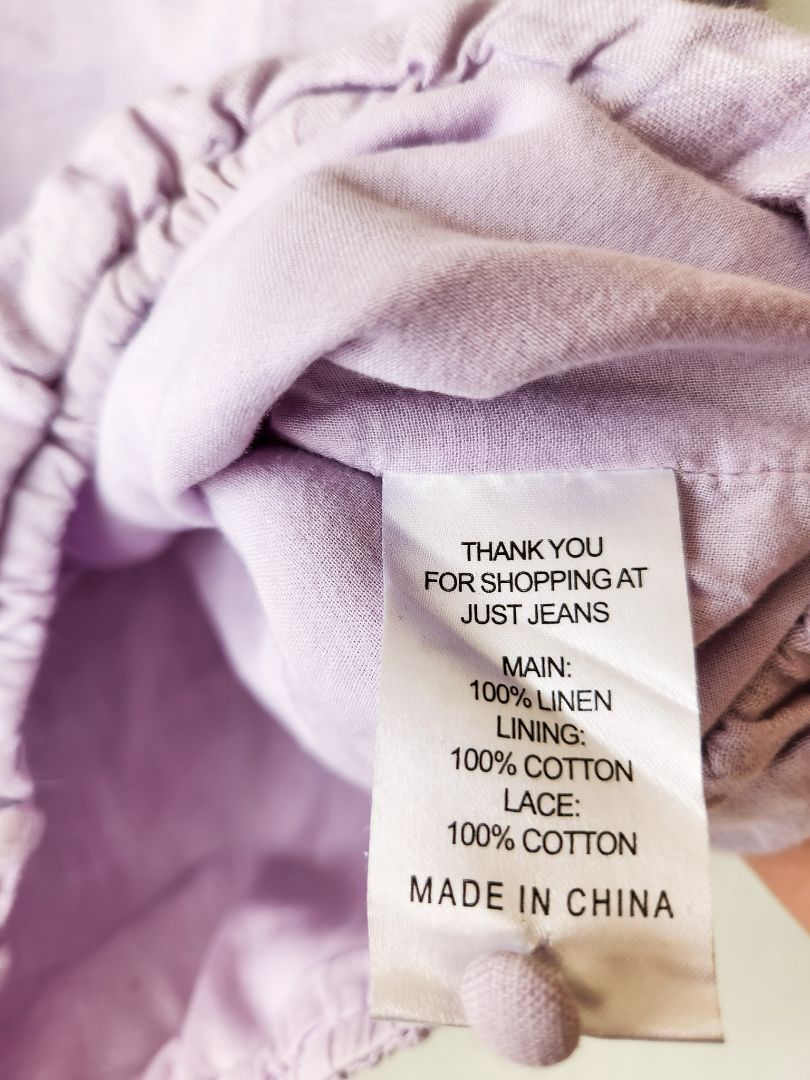 THANK YOU
FOR SHOPPING AT
JUST JEANS
MAIN:
100% LINEN
LINING:
100% COTTON
LACE:
100% COTTON
MADE IN CHINA